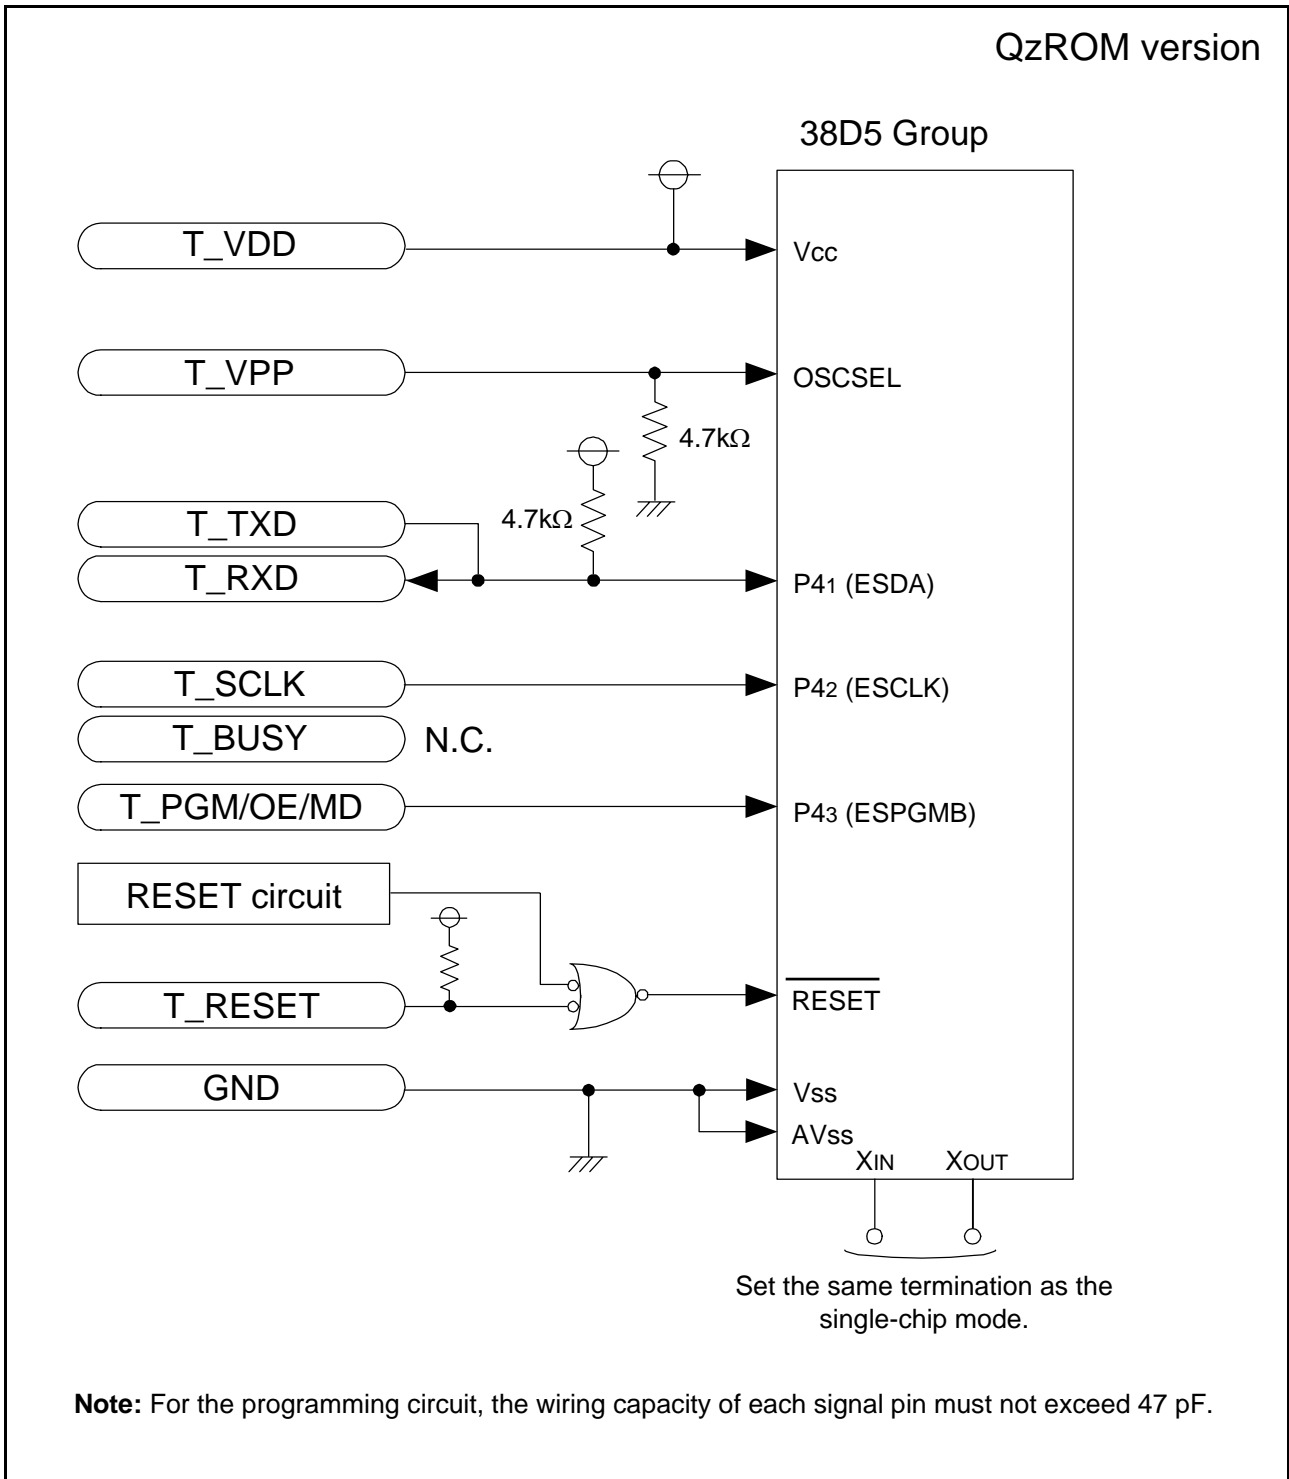 QzROM version
38D5 Group
T_VDD
Vcc
T_VPP
OSCSEL
4.7kΩ
T_TXD
4.7kΩ
T_RXD
P41 (ESDA)
T_SCLK
P42 (ESCLK)
T_BUSY
N.C.
T_PGM/OE/MD
P43 (ESPGMB)
RESET circuit
T_RESET
RESET
GND
Vss
AVss
XIN XOUT
Set the same termination as the
single-chip mode.
Note: For the programming circuit, the wiring capacity of each signal pin must not exceed 47 pF.